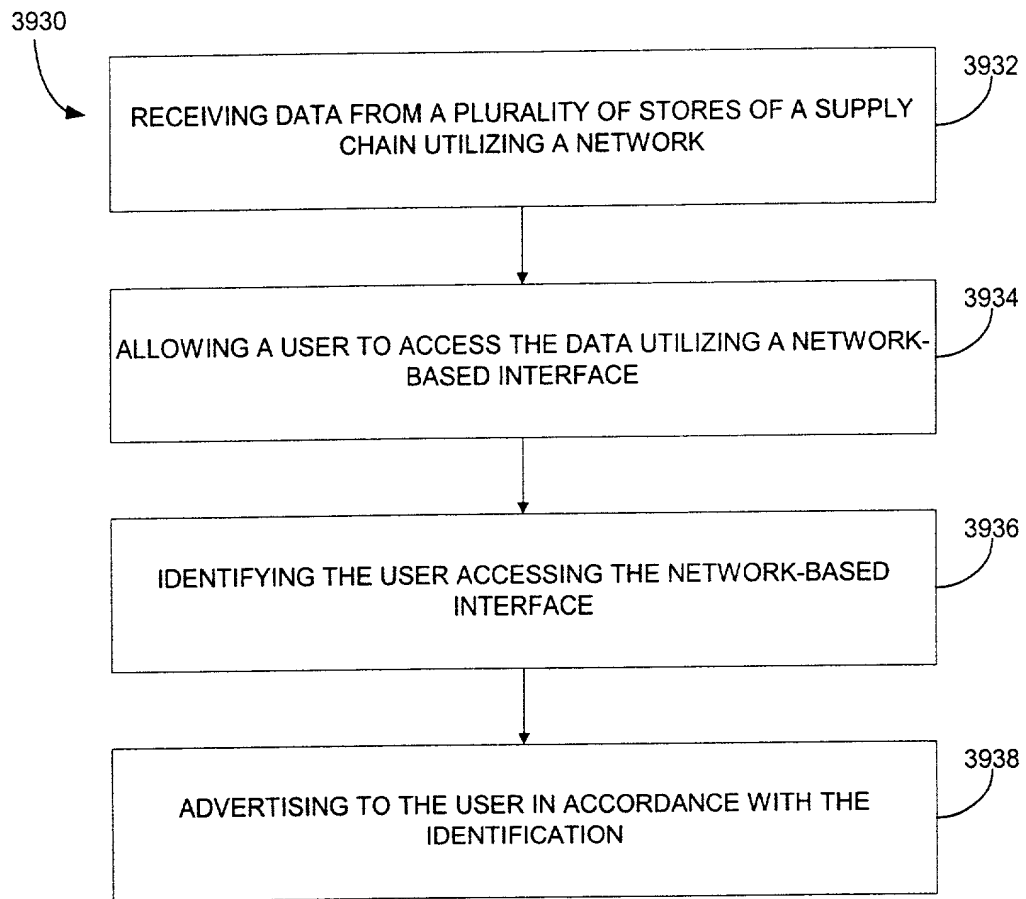 3930
3932
RECEIVING DATA FROM A PLURALITY OF STORES OF A SUPPLY
CHAIN UTILIZING A NETWORK
3934
ALLOWING A USER TO ACCESS THE DATA UTILIZING A NETWORK-
BASED INTERFACE
3936
IDENTIFYING THE USER ACCESSING THE NETWORK-BASED
INTERFACE
3938
ADVERTISING TO THE USER IN ACCORDANCE WITH THE
IDENTIFICATION